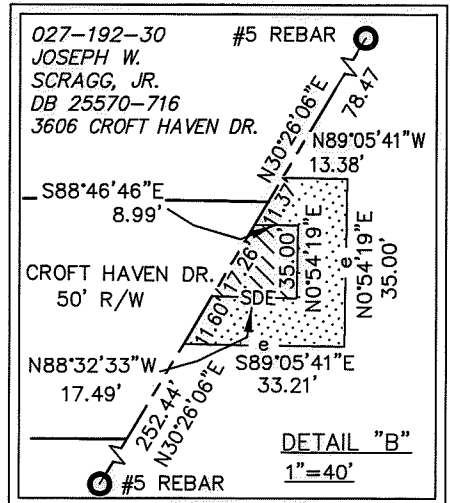 027-192-30
JOSEPH W.
SCRAGG, JR.
DB 25570-716
3606 CROFT HAVEN DR.
#5 REBAR
78.47
N30°26'06"E
N89°05'41"W
13.38'
S88°46'46"E
8.99'
11.37
17.26'
35.00'
N0°54'19"E
e
N0°54'19"E
35.00'
CROFT HAVEN DR.
50' R/W
SDE
11.60'
N88°32'33"W
17.49'
e
S89°05'41"E
33.21'
252.44'
N30°26'06"E
DETAIL "B"
1"=40'
#5 REBAR